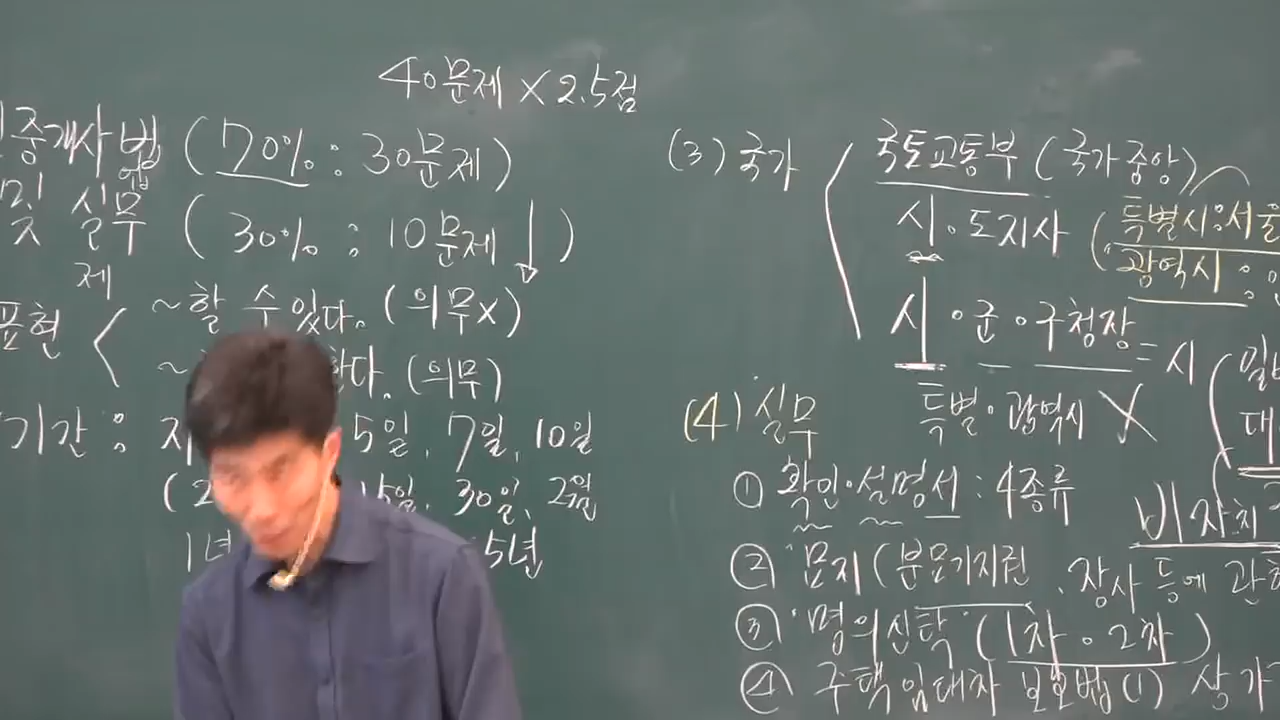 40문제 × 2.5점
중개사법 (70% : 30문제)
및 실무 (30% : 10문제 ↓)
제
표현 < ~할 수 있다. (의무x)
~ 한다. (의무)
기간 : 5일, 7일, 10일
(2 15일, 30일, 2월
1년 5년
(3) 국가 국토교통부 (국가 중앙)
시·도지사 (특별시:서울
광역시 :
시·군·구청장 = 시 (
특별·광역시 X 대
(4) 실무
① 확인·설명서 : 4종류
비자치구
② 묘지 (분묘기지권, 장사 등에 관
③ 명의신탁 (1차·2차)
④ 주택임대차 보호법(1) 상가